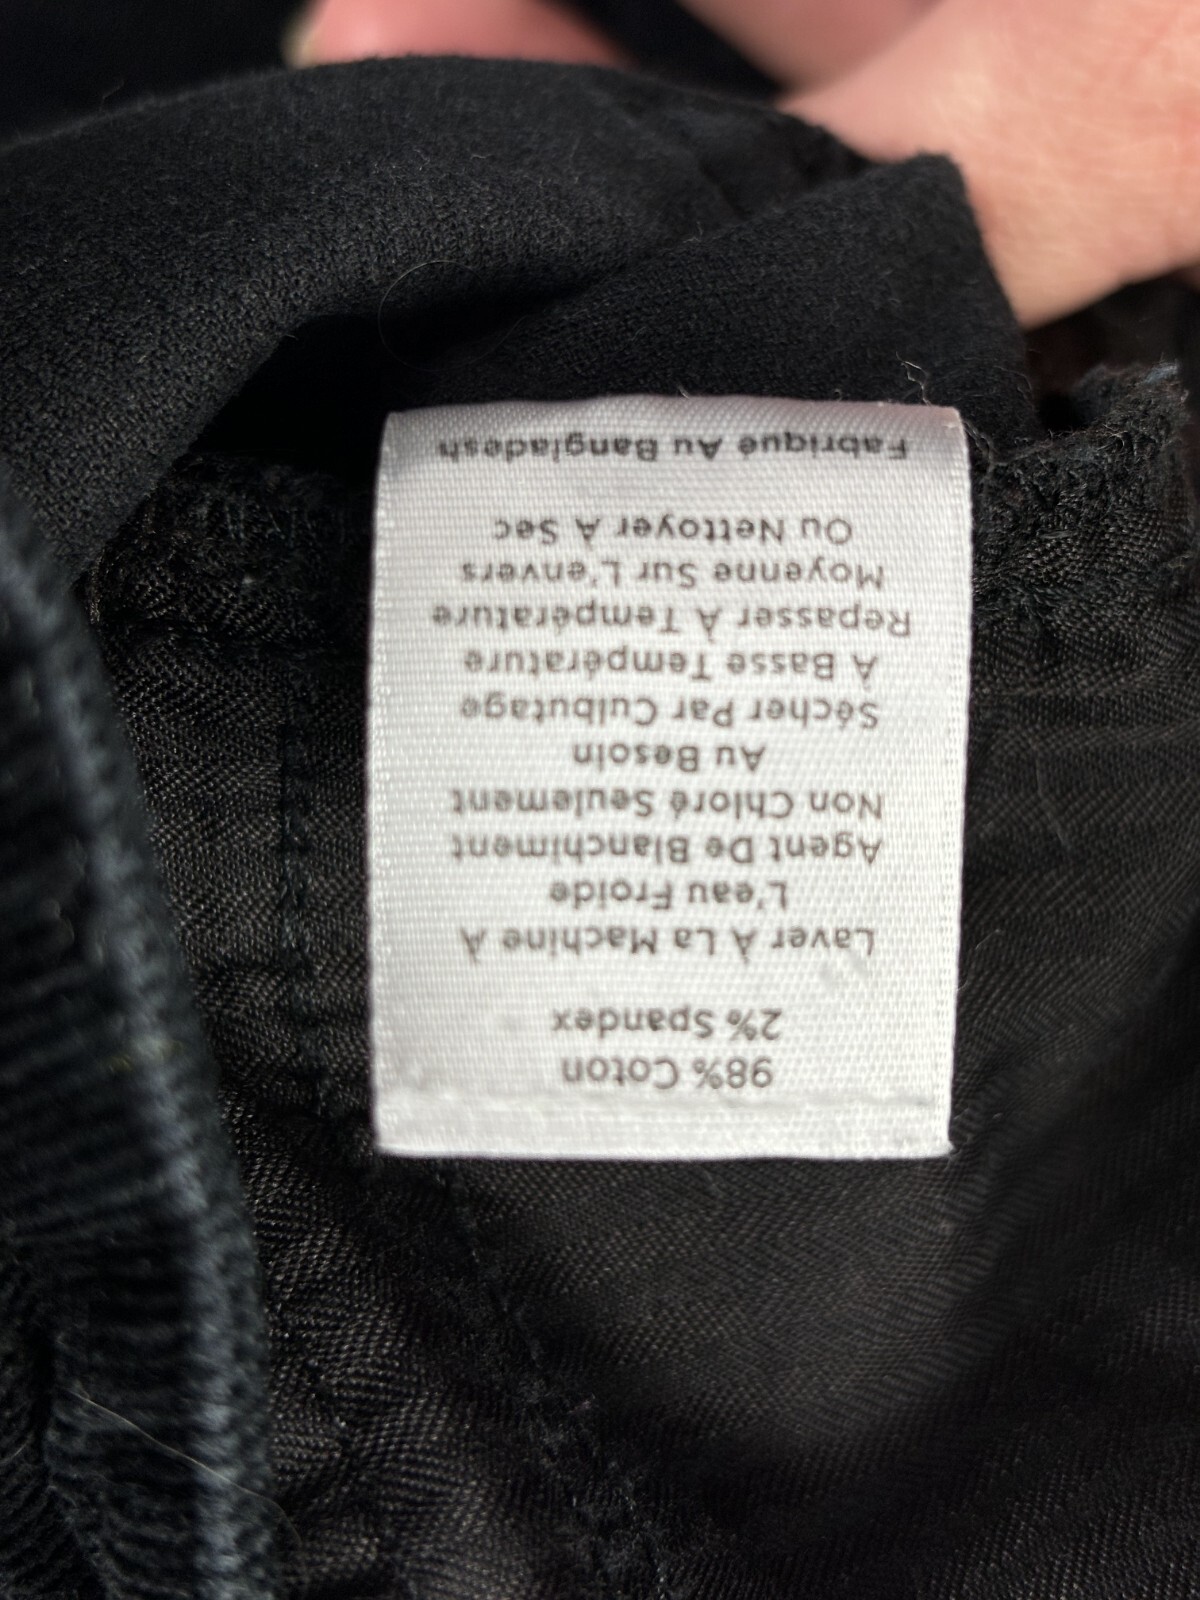 98% Coton
2% Spandex
Laver À La Machine À
L'eau Froide
Agent De Blanchiment
Non Chloré Seulement
Au Besoin
Sécher Par Culbutage
À Basse Température
Repasser À Température
Moyenne Sur L'envers
Ou Nettoyer À Sec
Fabriqué Au Bangladesh